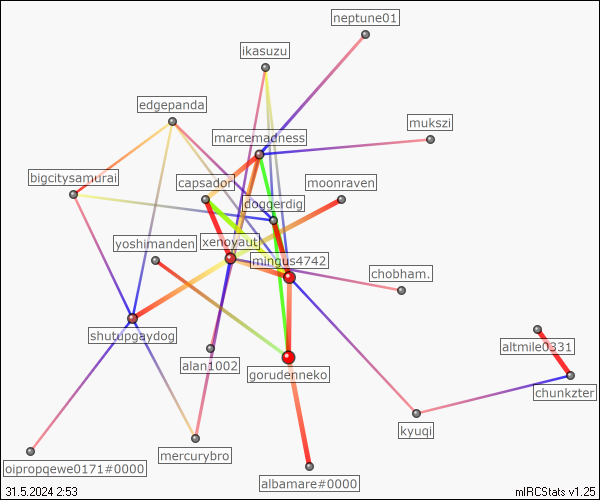 neptune01
ikasuzu
edgepanda
mukszi
marcemadness
bigcitysamurai
capsador
moonraven
doggerdig
yoshimanden
xenoyautj
mingus4742
chobham.
shutupgaydog
altmile0331
alan1002
gorudenneko
chunkzter
kyuqi
mercurybro
oipropqewe0171#0000
albamare#0000
31.5.2024 2:53
mIRCStats v1.25